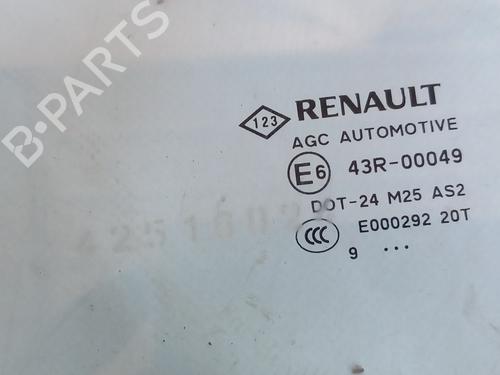 B-PARTS
123 RENAULT
AGC AUTOMOTIVE
E6 43R-00049
DOT-24 M25 AS2
CCC E000292 20T
9 ...